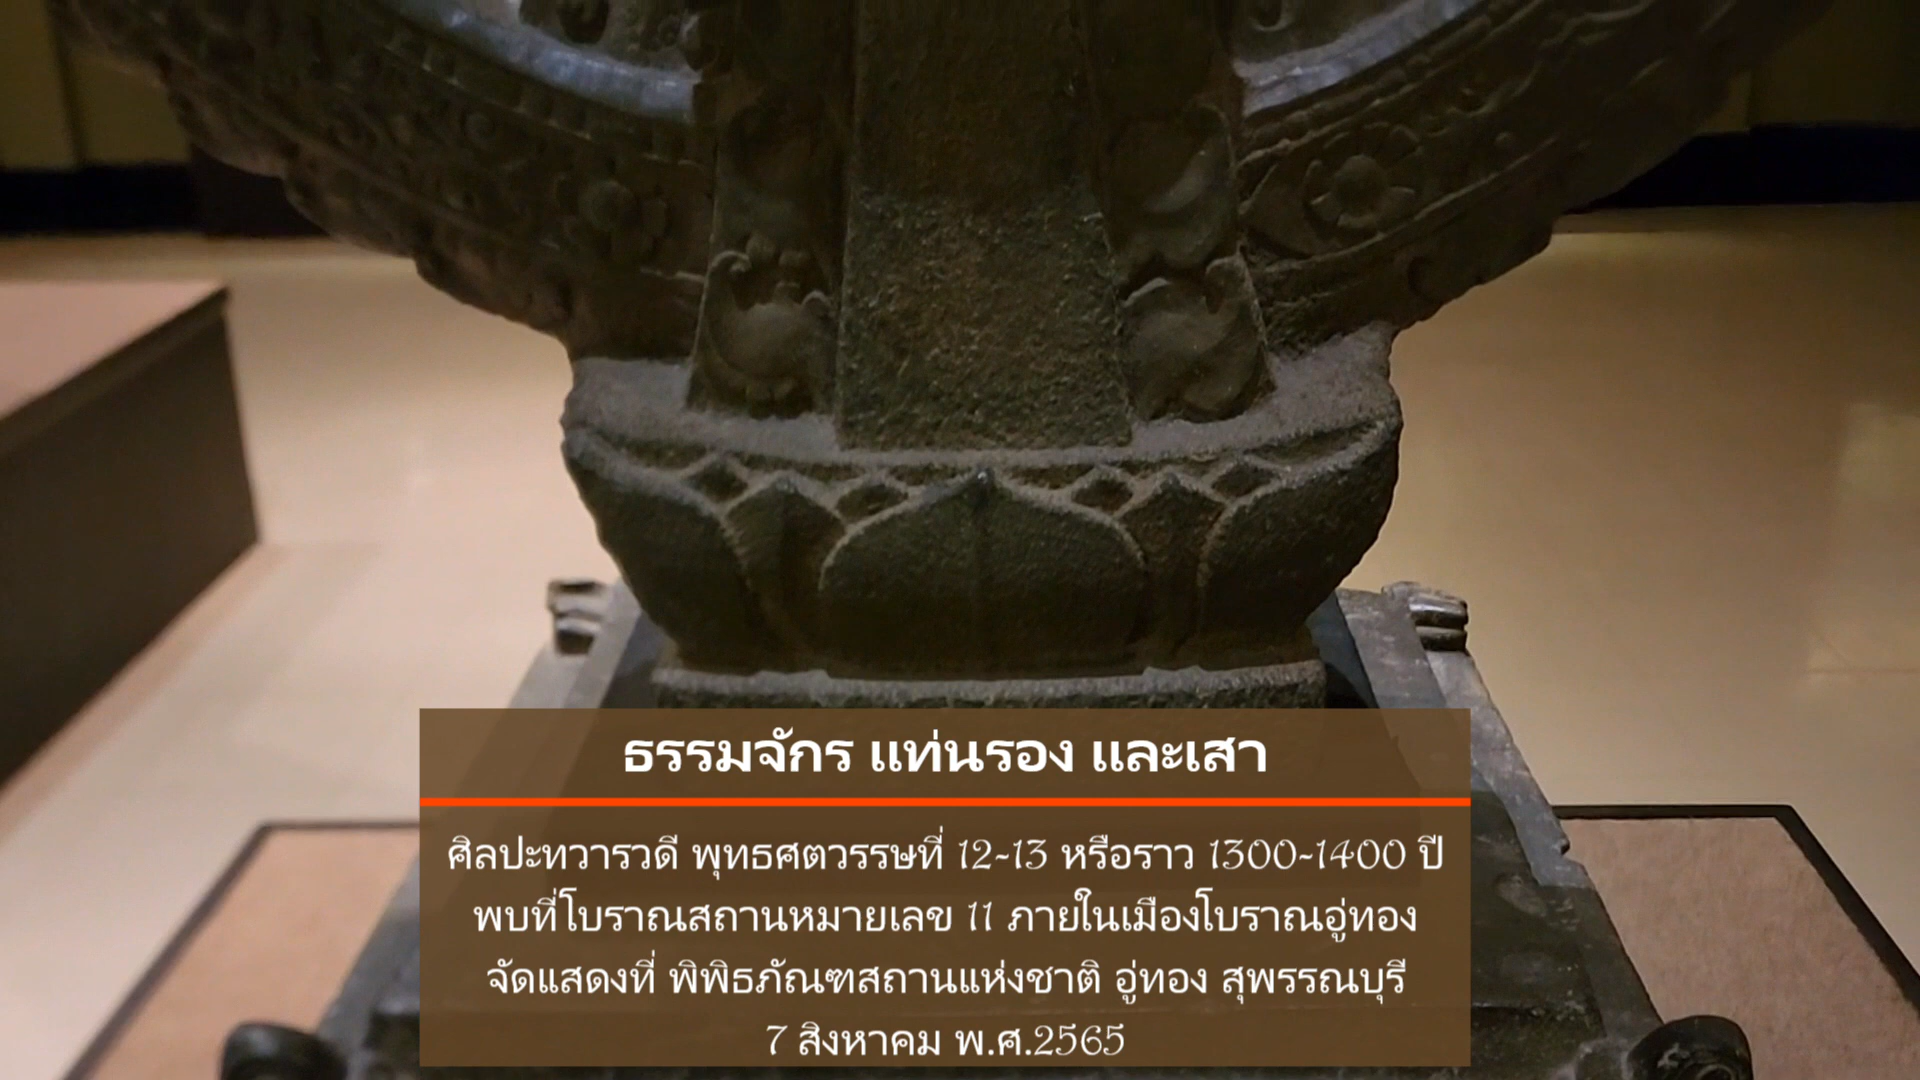 ธรรมจักร แท่นรอง และเสา
ศิลปะทวารวดี พุทธศตวรรษที่ 12-13 หรือราว 1300-1400 ปี
พบที่โบราณสถานหมายเลข 11 ภายในเมืองโบราณอู่ทอง
จัดแสดงที่ พิพิธภัณฑสถานแห่งชาติ อู่ทอง สุพรรณบุรี
7 สิงหาคม พ.ศ.2565